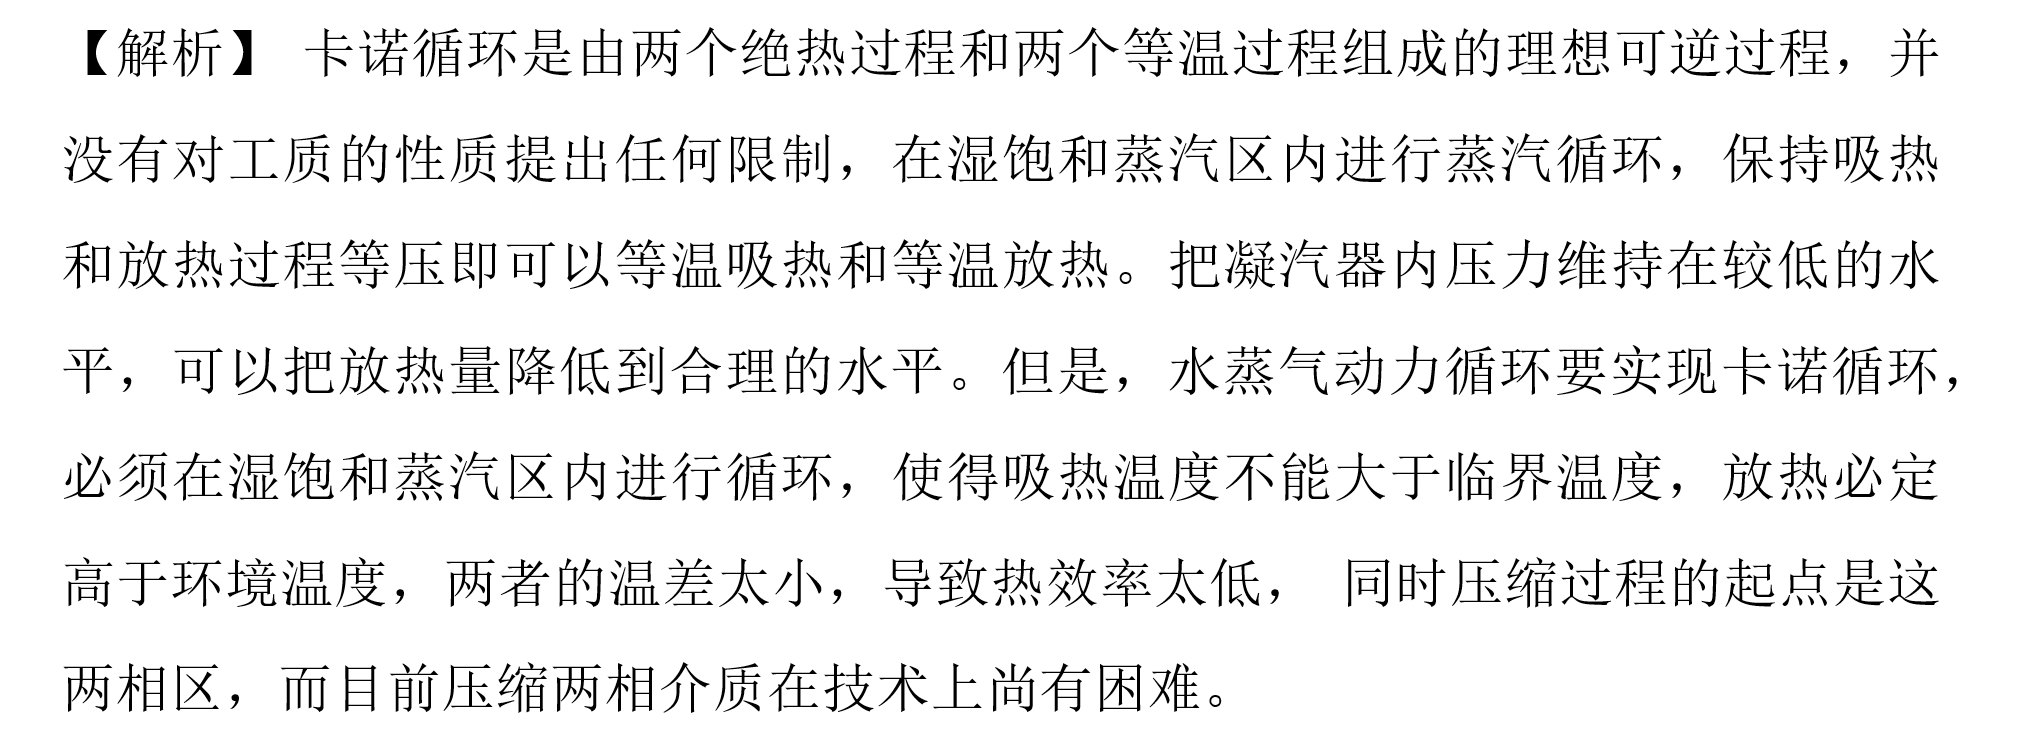 【解析】 卡诺循环是由两个绝热过程和两个等温过程组成的理想可逆过程，并
没有对工质的性质提出任何限制，在湿饱和蒸汽区内进行蒸汽循环，保持吸热
和放热过程等压即可以等温吸热和等温放热。把凝汽器内压力维持在较低的水
平，可以把放热量降低到合理的水平。但是，水蒸气动力循环要实现卡诺循环，
必须在湿饱和蒸汽区内进行循环，使得吸热温度不能大于临界温度，放热必定
高于环境温度，两者的温差太小，导致热效率太低， 同时压缩过程的起点是这
两相区，而目前压缩两相介质在技术上尚有困难。